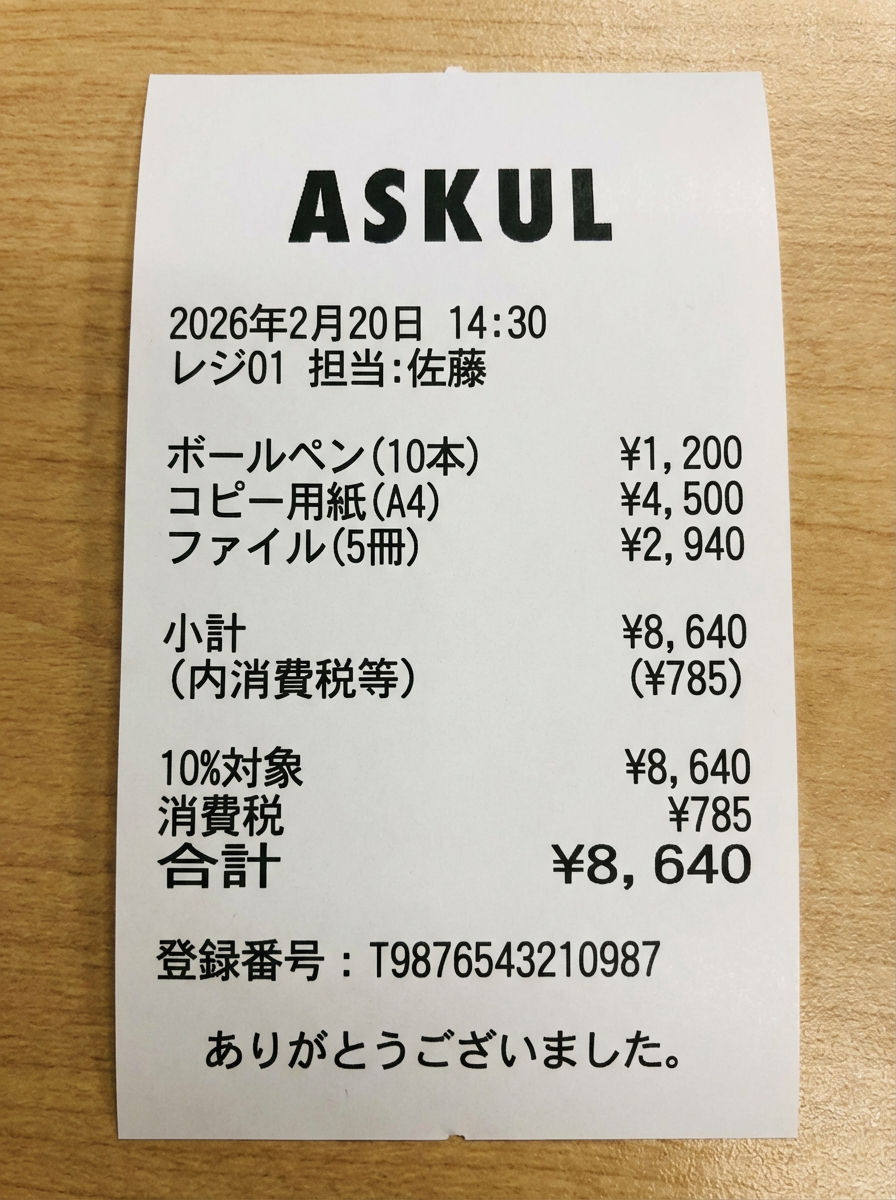 ASKUL
2026年2月20日 14:30
レジ01 担当:佐藤
ボールペン(10本) ¥1,200
コピー用紙(A4) ¥4,500
ファイル(5冊) ¥2,940
小計 ¥8,640
(内消費税等) (¥785)
10%対象 ¥8,640
消費税 ¥785
合計 ¥8,640
登録番号：T9876543210987
ありがとうございました。